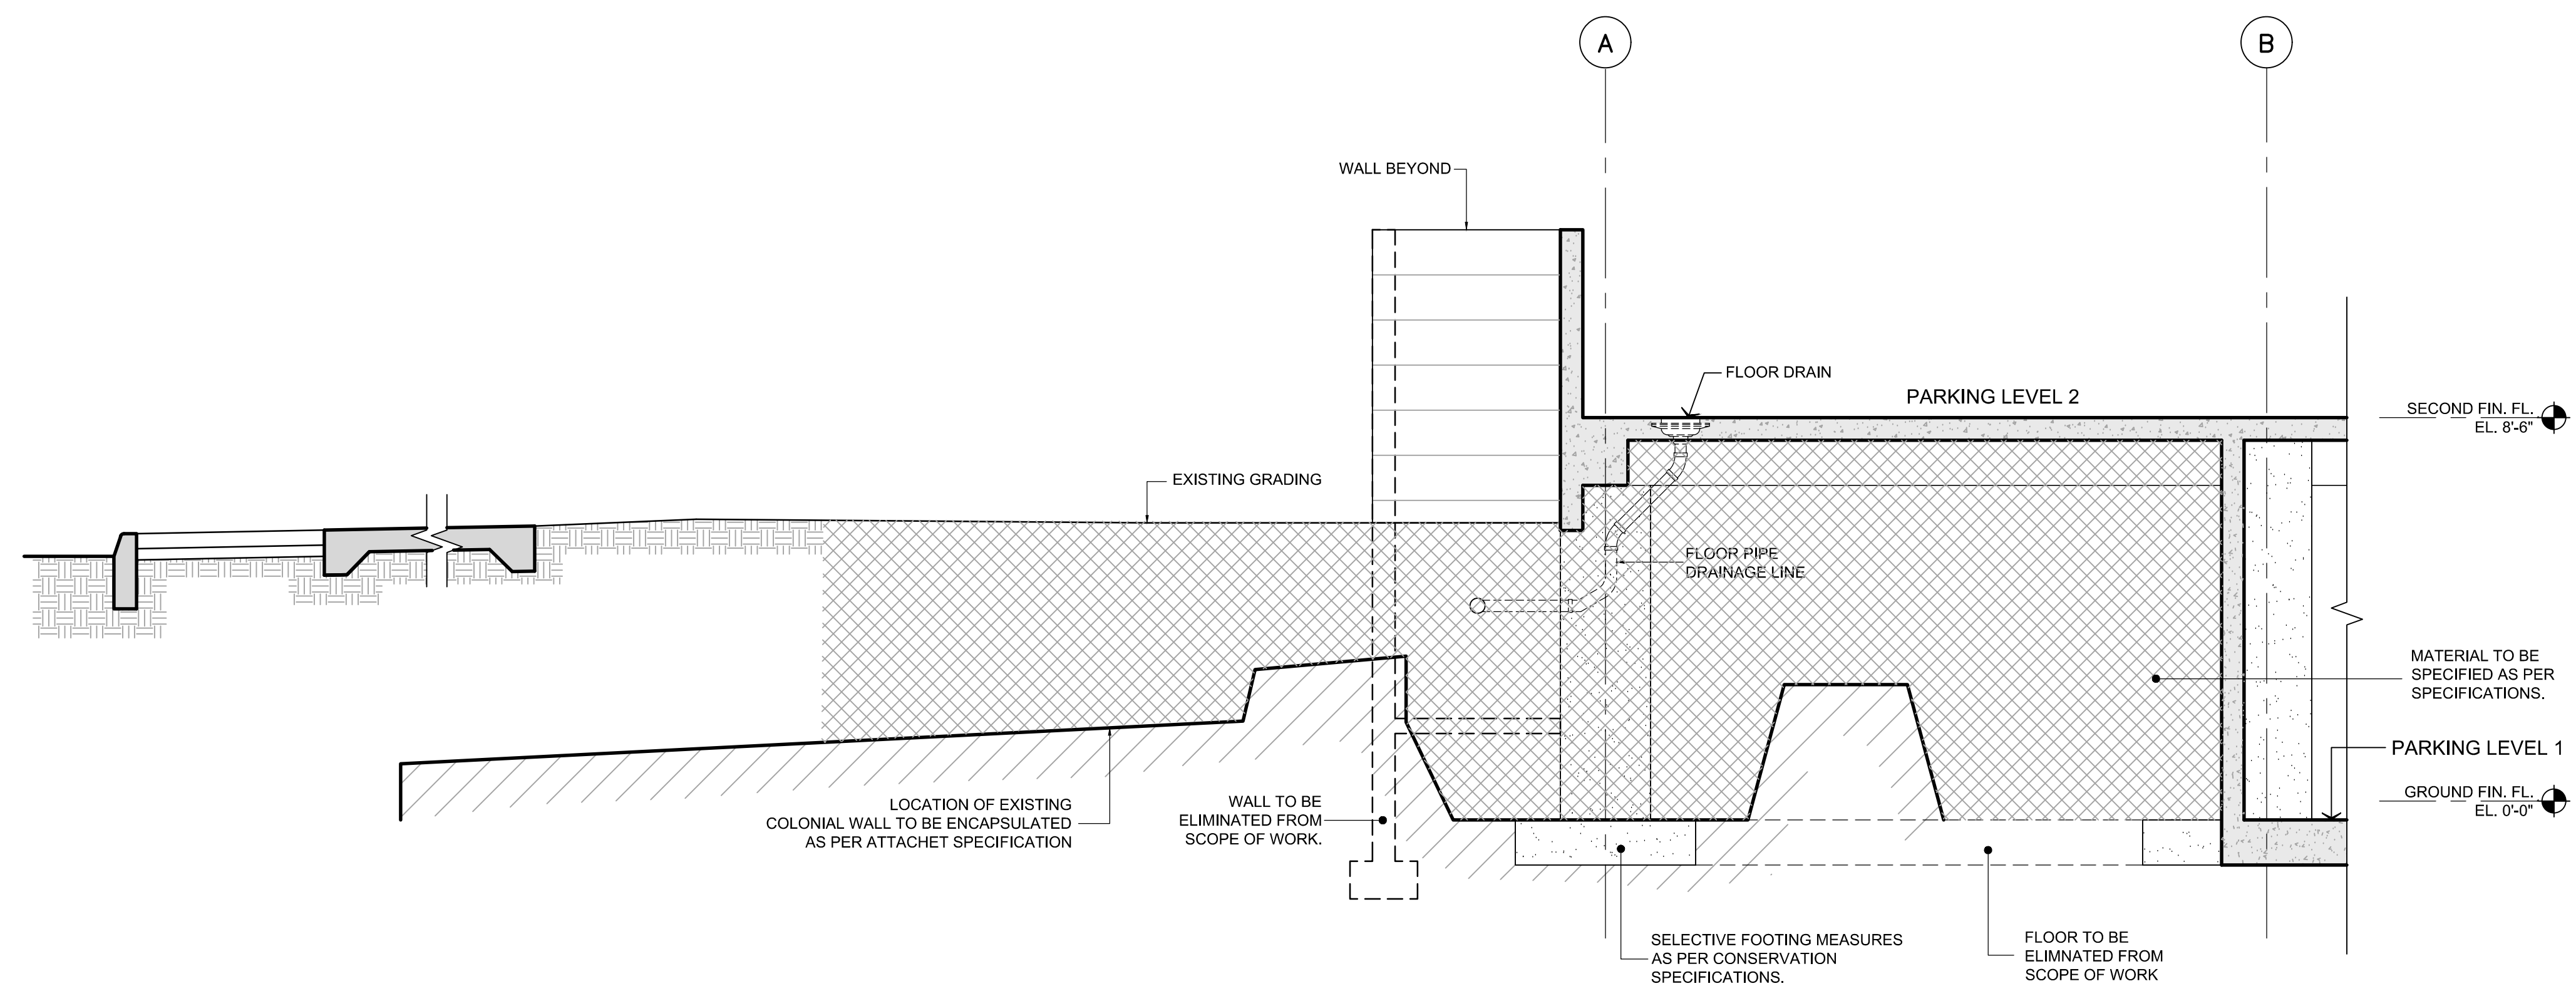 A
B
WALL BEYOND
FLOOR DRAIN
PARKING LEVEL 2
SECOND FIN. FL.
EL. 8'-6"
EXISTING GRADING
FLOOR PIPE
DRAINAGE LINE
MATERIAL TO BE
SPECIFIED AS PER
SPECIFICATIONS.
PARKING LEVEL 1
GROUND FIN. FL.
EL. 0'-0"
LOCATION OF EXISTING
COLONIAL WALL TO BE ENCAPSULATED
AS PER ATTACHET SPECIFICATION
WALL TO BE
ELIMINATED FROM
SCOPE OF WORK.
SELECTIVE FOOTING MEASURES
AS PER CONSERVATION
SPECIFICATIONS.
FLOOR TO BE
ELIMNATED FROM
SCOPE OF WORK